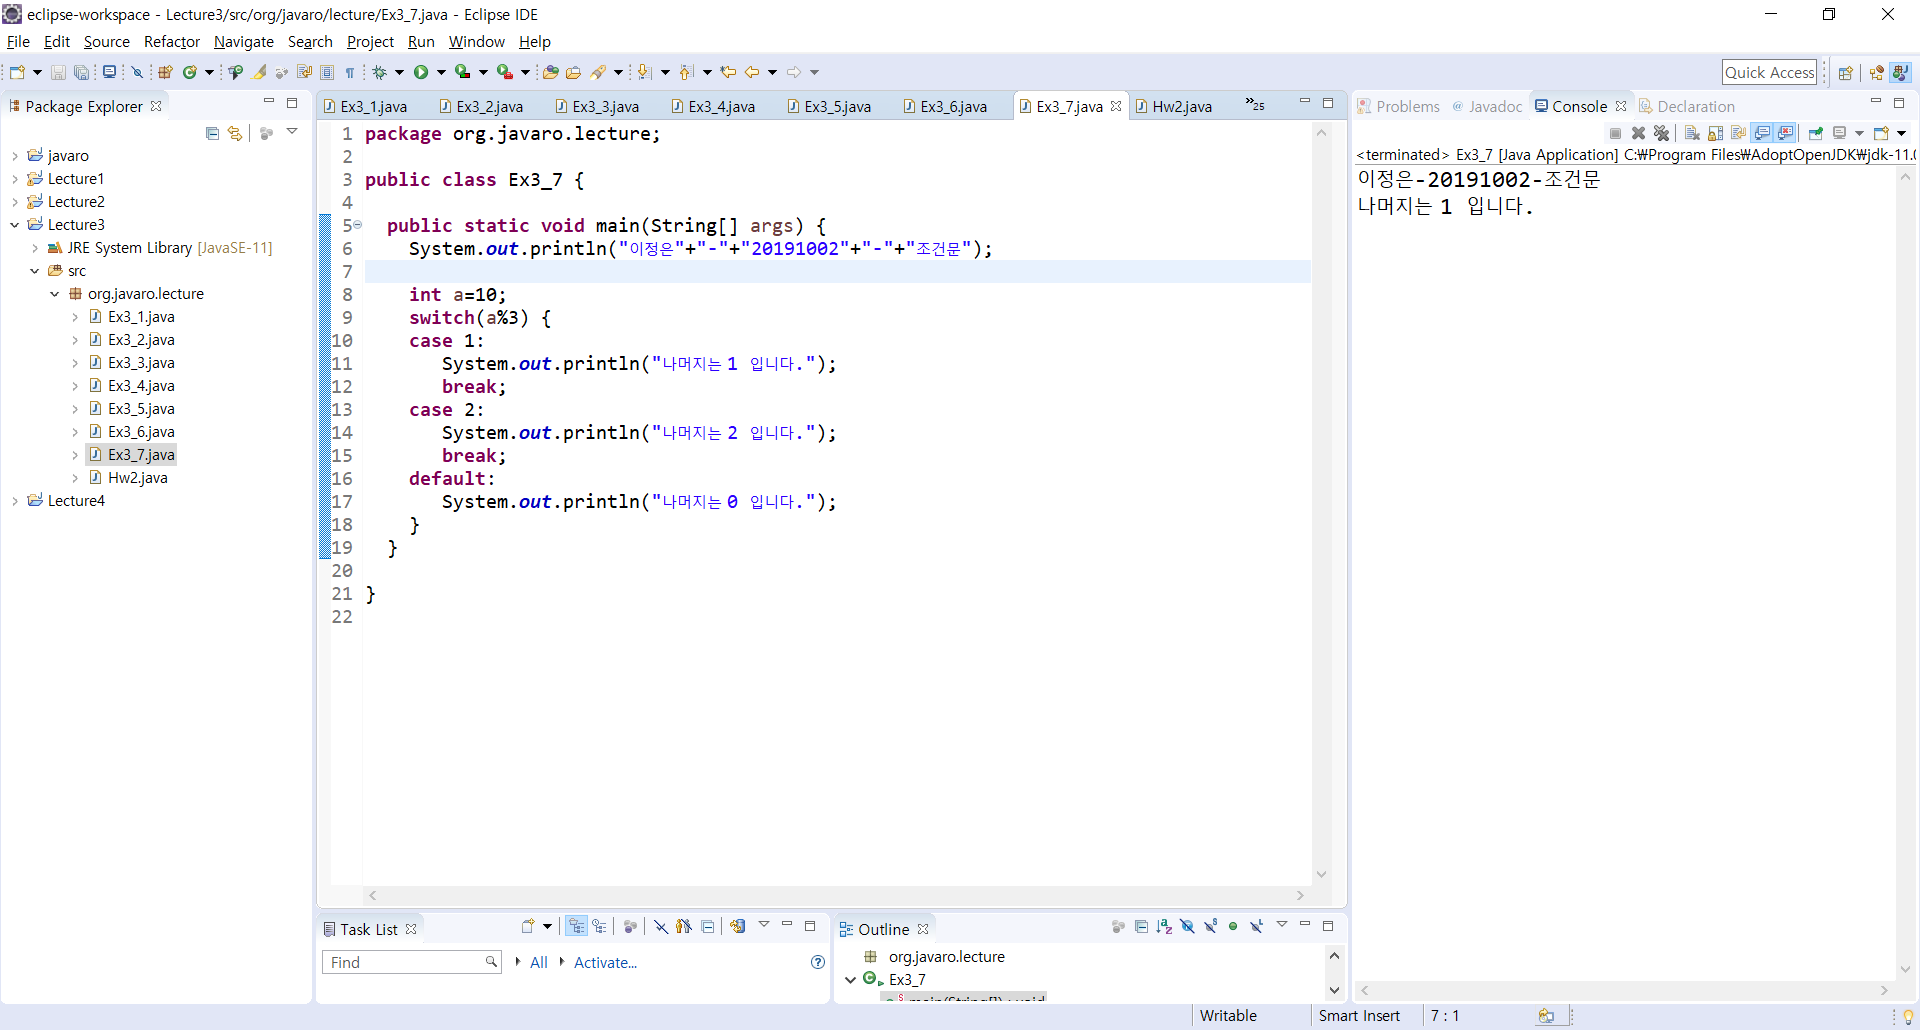 eclipse-workspace - Lecture3/src/org/javaro/lecture/Ex3_7.java - Eclipse IDE
File Edit Source Refactor Navigate Search Project Run Window Help
Quick Access
Package Explorer
javaro
Lecture1
Lecture2
Lecture3
JRE System Library [JavaSE-11]
src
org.javaro.lecture
Ex3_1.java
Ex3_2.java
Ex3_3.java
Ex3_4.java
Ex3_5.java
Ex3_6.java
Ex3_7.java
Hw2.java
Lecture4
Ex3_1.java Ex3_2.java Ex3_3.java Ex3_4.java Ex3_5.java Ex3_6.java Ex3_7.java Hw2.java »25
1 package org.javaro.lecture;
2
3 public class Ex3_7 {
4
5 public static void main(String[] args) {
6 System.out.println("이정은"+"-"+"20191002"+"-"+"조건문");
7
8 int a=10;
9 switch(a%3) {
10 case 1:
11 System.out.println("나머지는 1 입니다.");
12 break;
13 case 2:
14 System.out.println("나머지는 2 입니다.");
15 break;
16 default:
17 System.out.println("나머지는 0 입니다.");
18 }
19 }
20
21 }
22
Problems @ Javadoc Console Declaration
<terminated> Ex3_7 [Java Application] C:₩Program Files₩AdoptOpenJDK₩jdk-11.0
이정은-20191002-조건문
나머지는 1 입니다.
Task List
Find All Activate...
Outline
org.javaro.lecture
Ex3_7
main(String[]) : void
Writable Smart Insert 7 : 1